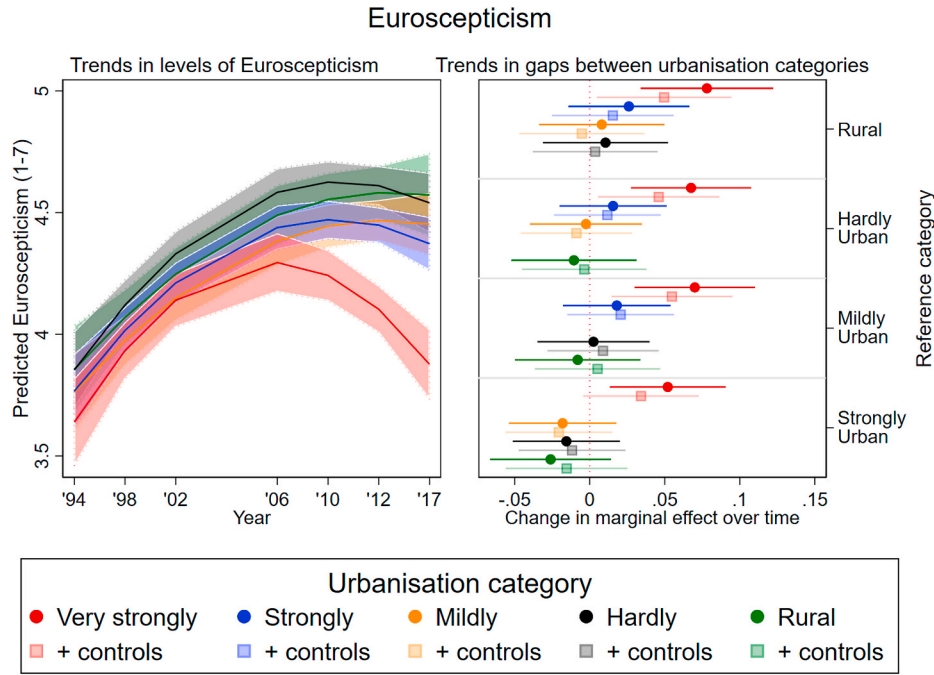 Euroscepticism
Trends in levels of Euroscepticism
Predicted Euroscepticism (1-7)
5
4.5
4
3.5
'94 '98 '02 '06 '10 '12 '17
Year
Trends in gaps between urbanisation categories
Rural
Hardly
Urban
Mildly
Urban
Strongly
Urban
Reference category
-.05 0 .05 .1 .15
Change in marginal effect over time
Urbanisation category
Very strongly Strongly Mildly Hardly Rural
+ controls + controls + controls + controls + controls